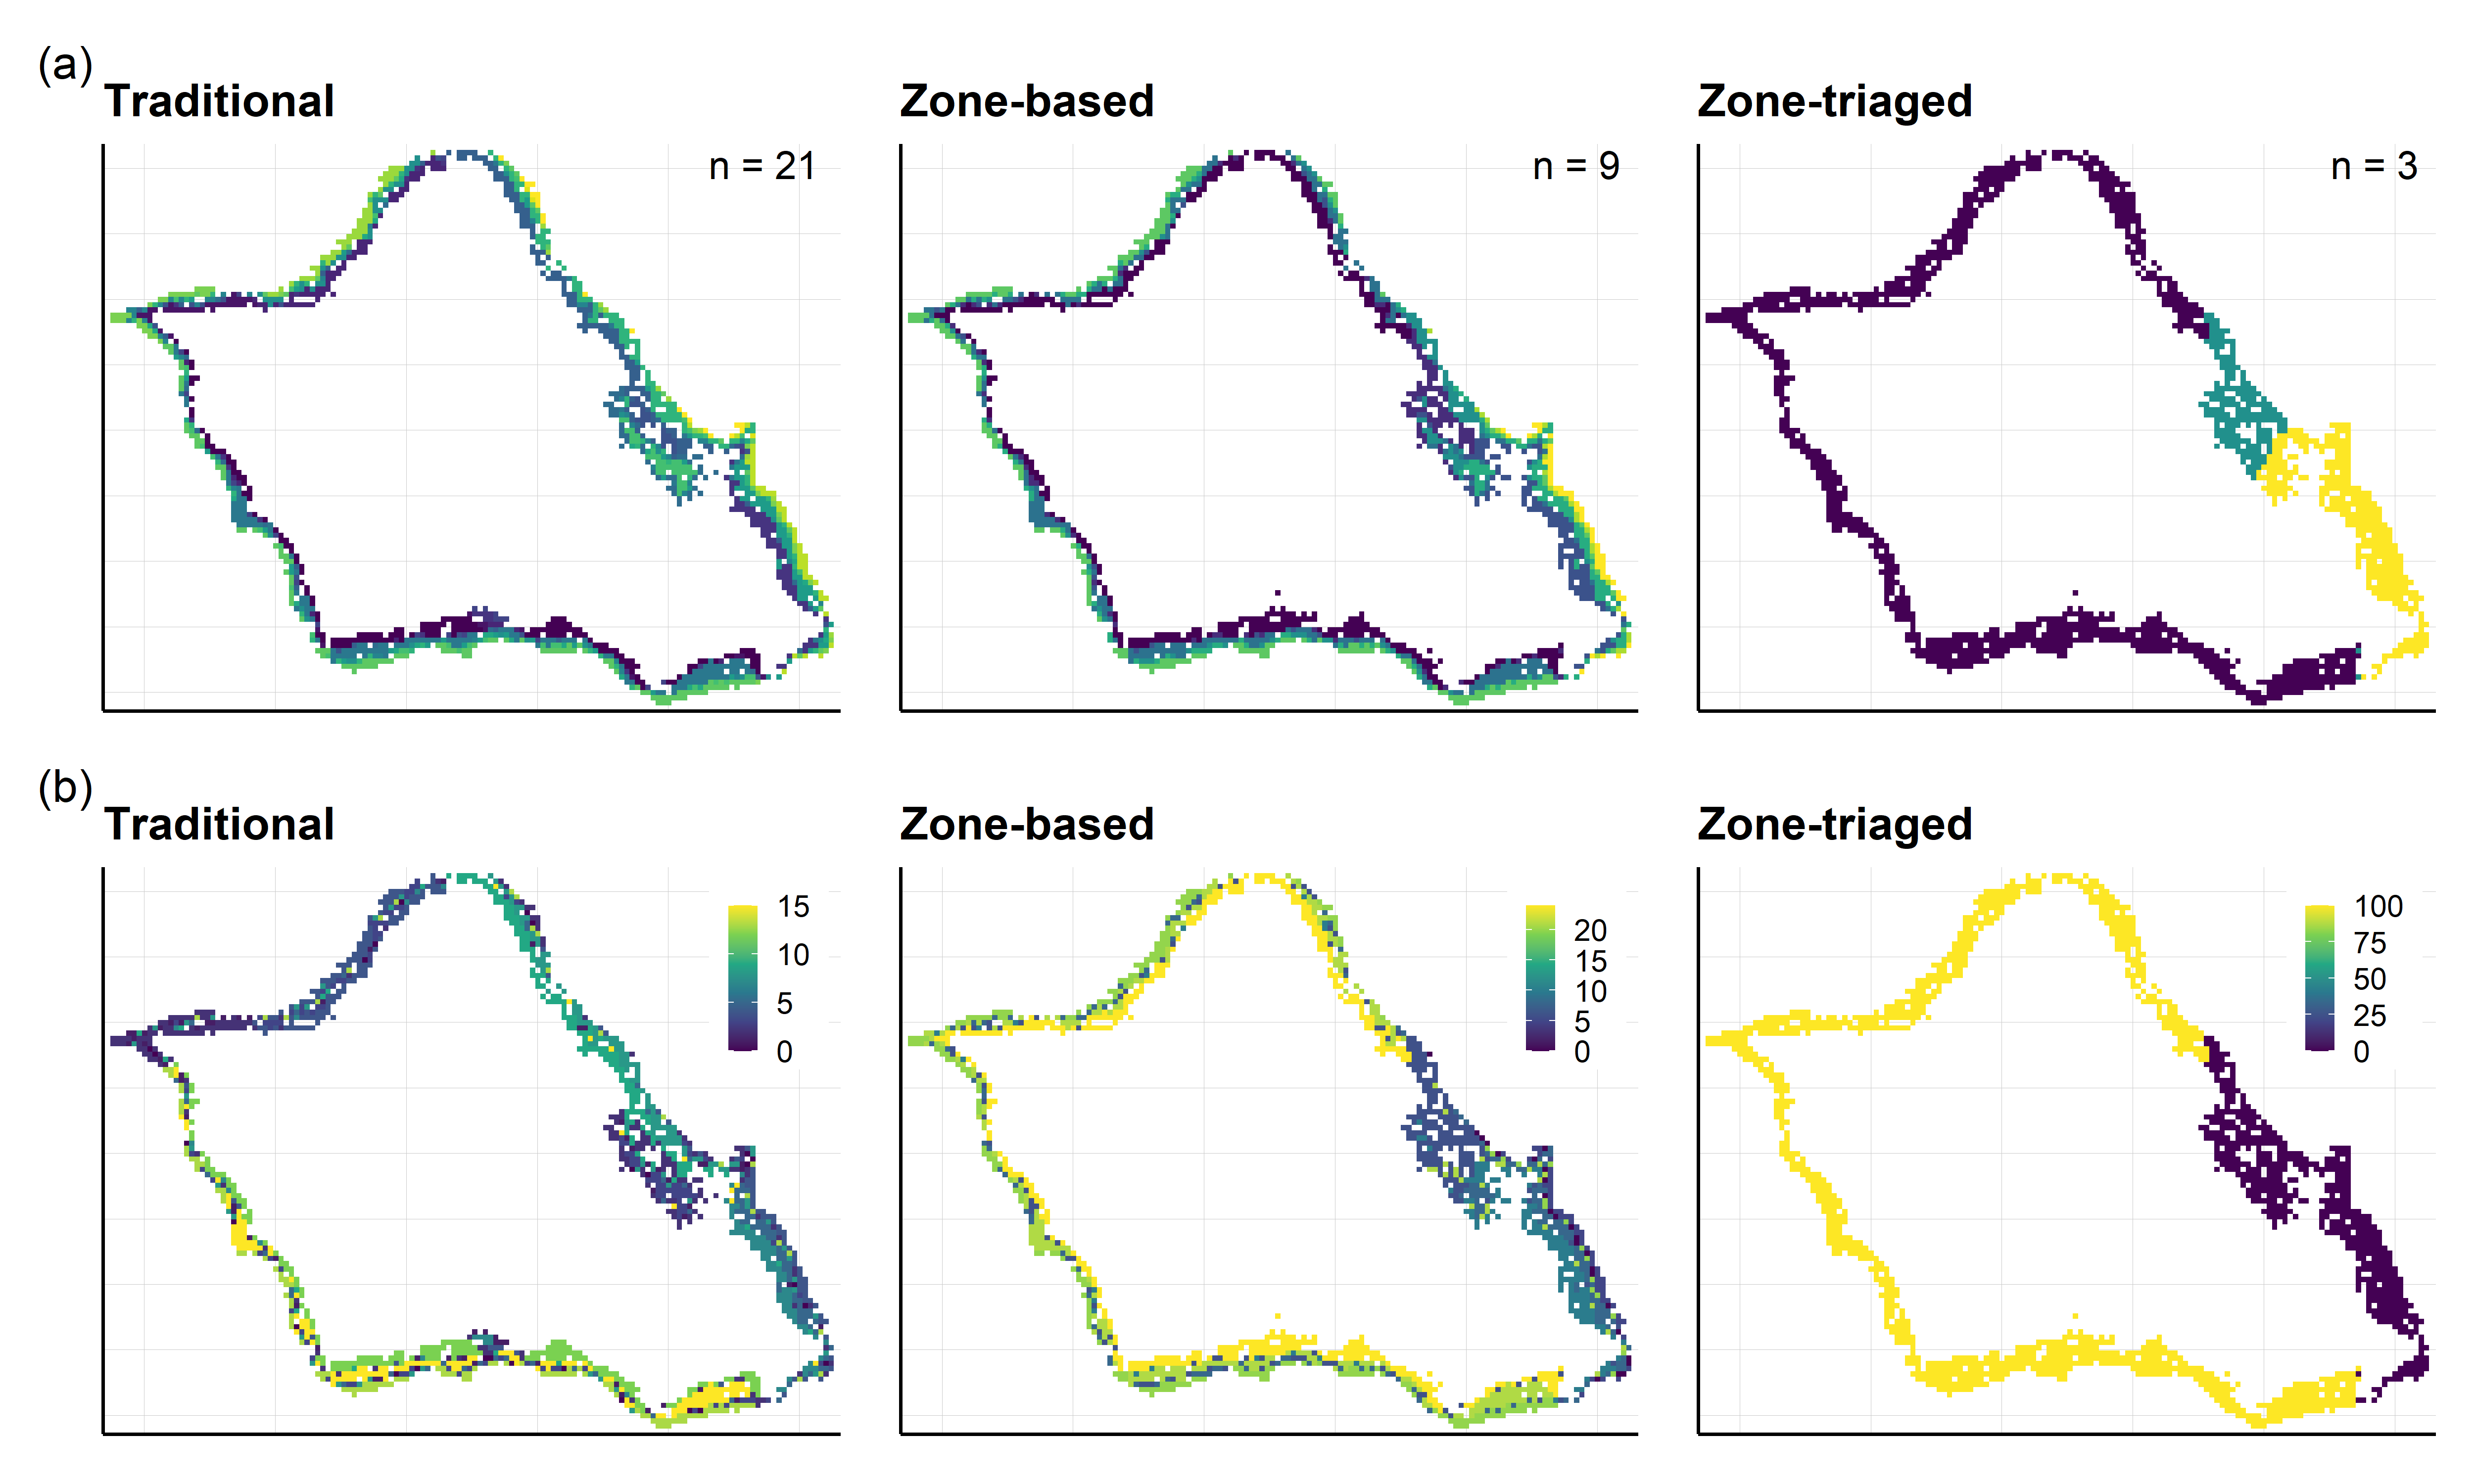 (a)
Traditional
Zone-based
Zone-triaged
n = 21
n = 9
n = 3
(b)
Traditional
Zone-based
Zone-triaged
15
10
5
0
20
15
10
5
0
100
75
50
25
0